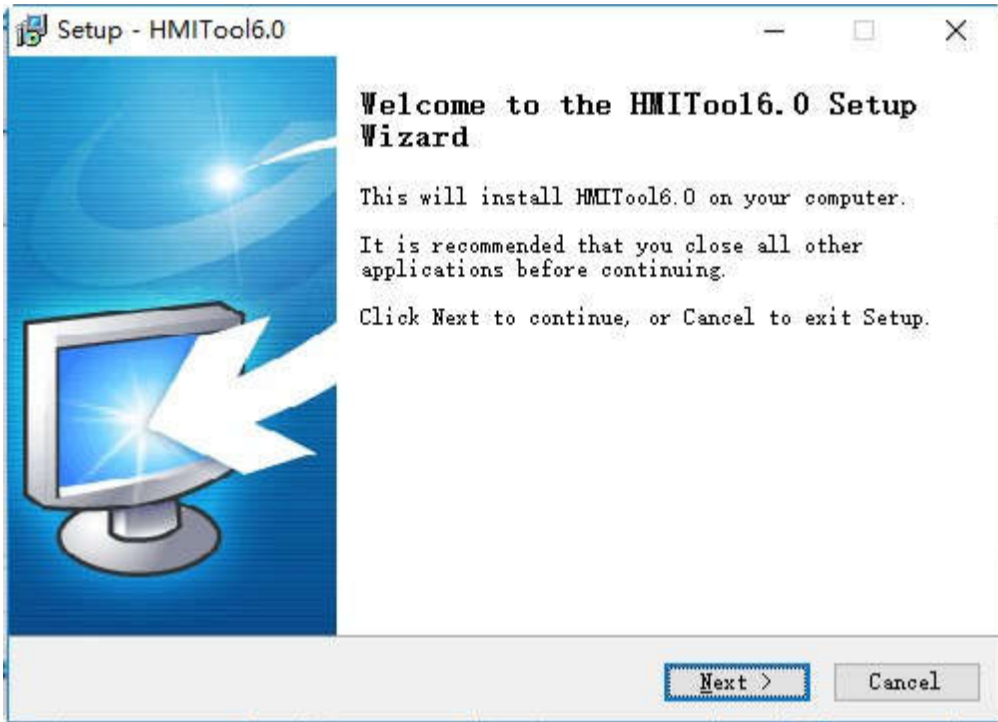 Setup - HMITool6.0
Welcome to the HMITool6.0 Setup
Wizard
This will install HMITool6.0 on your computer.
It is recommended that you close all other
applications before continuing.
Click Next to continue, or Cancel to exit Setup.
Next >
Cancel